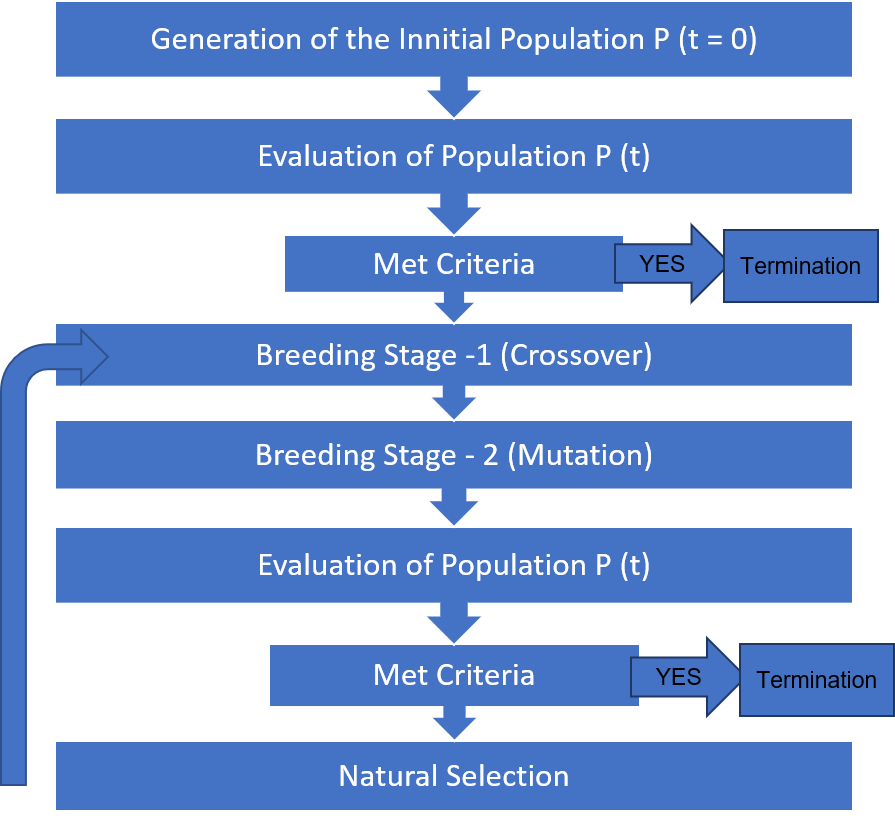 Generation of the Innitial Population P (t = 0)
Evaluation of Population P (t)
Met Criteria
YES
Termination
Breeding Stage -1 (Crossover)
Breeding Stage - 2 (Mutation)
Evaluation of Population P (t)
Met Criteria
YES
Termination
Natural Selection